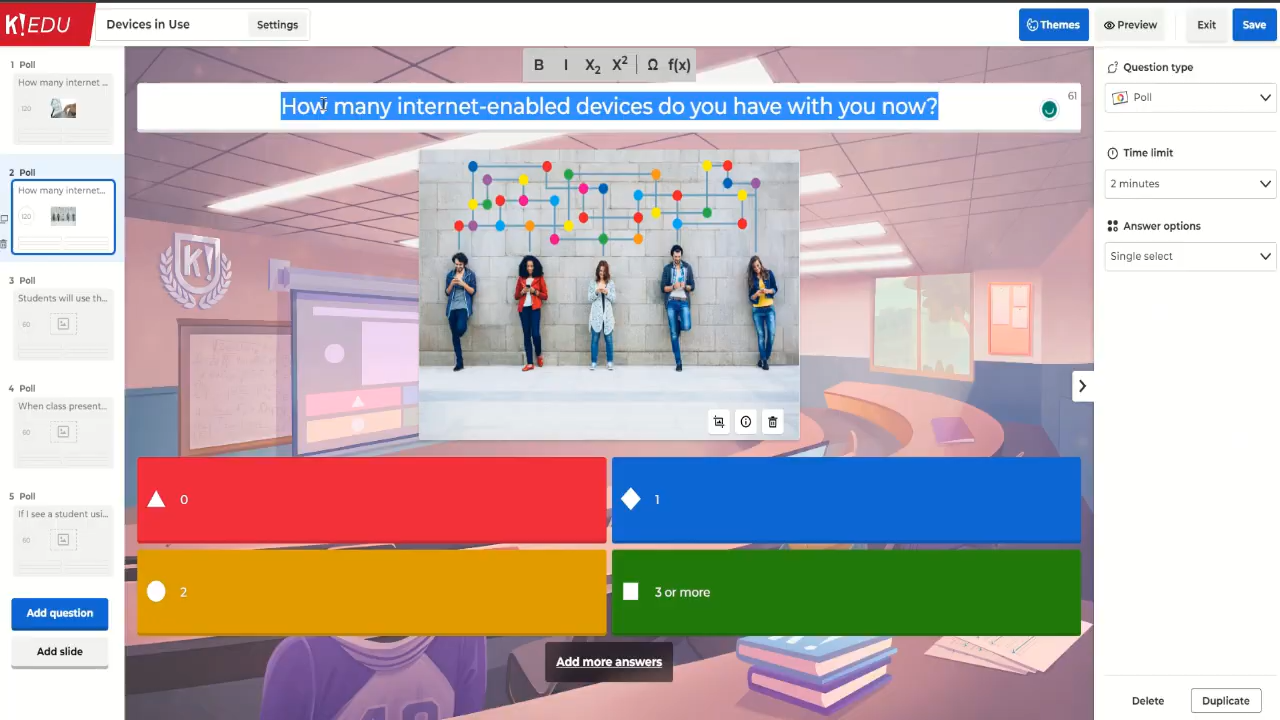 K!EDU
Devices in Use
Settings
Themes
Preview
Exit
Save
1 Poll
How many internet ...
120
2 Poll
How many internet...
120
3 Poll
Students will use th...
60
4 Poll
When class present...
60
5 Poll
If I see a student usi...
60
Add question
Add slide
B I X2 X2 Ω f(x)
How many internet-enabled devices do you have with you now?
61
K!
0
1
2
3 or more
Add more answers
Question type
Poll
Time limit
2 minutes
Answer options
Single select
Delete
Duplicate